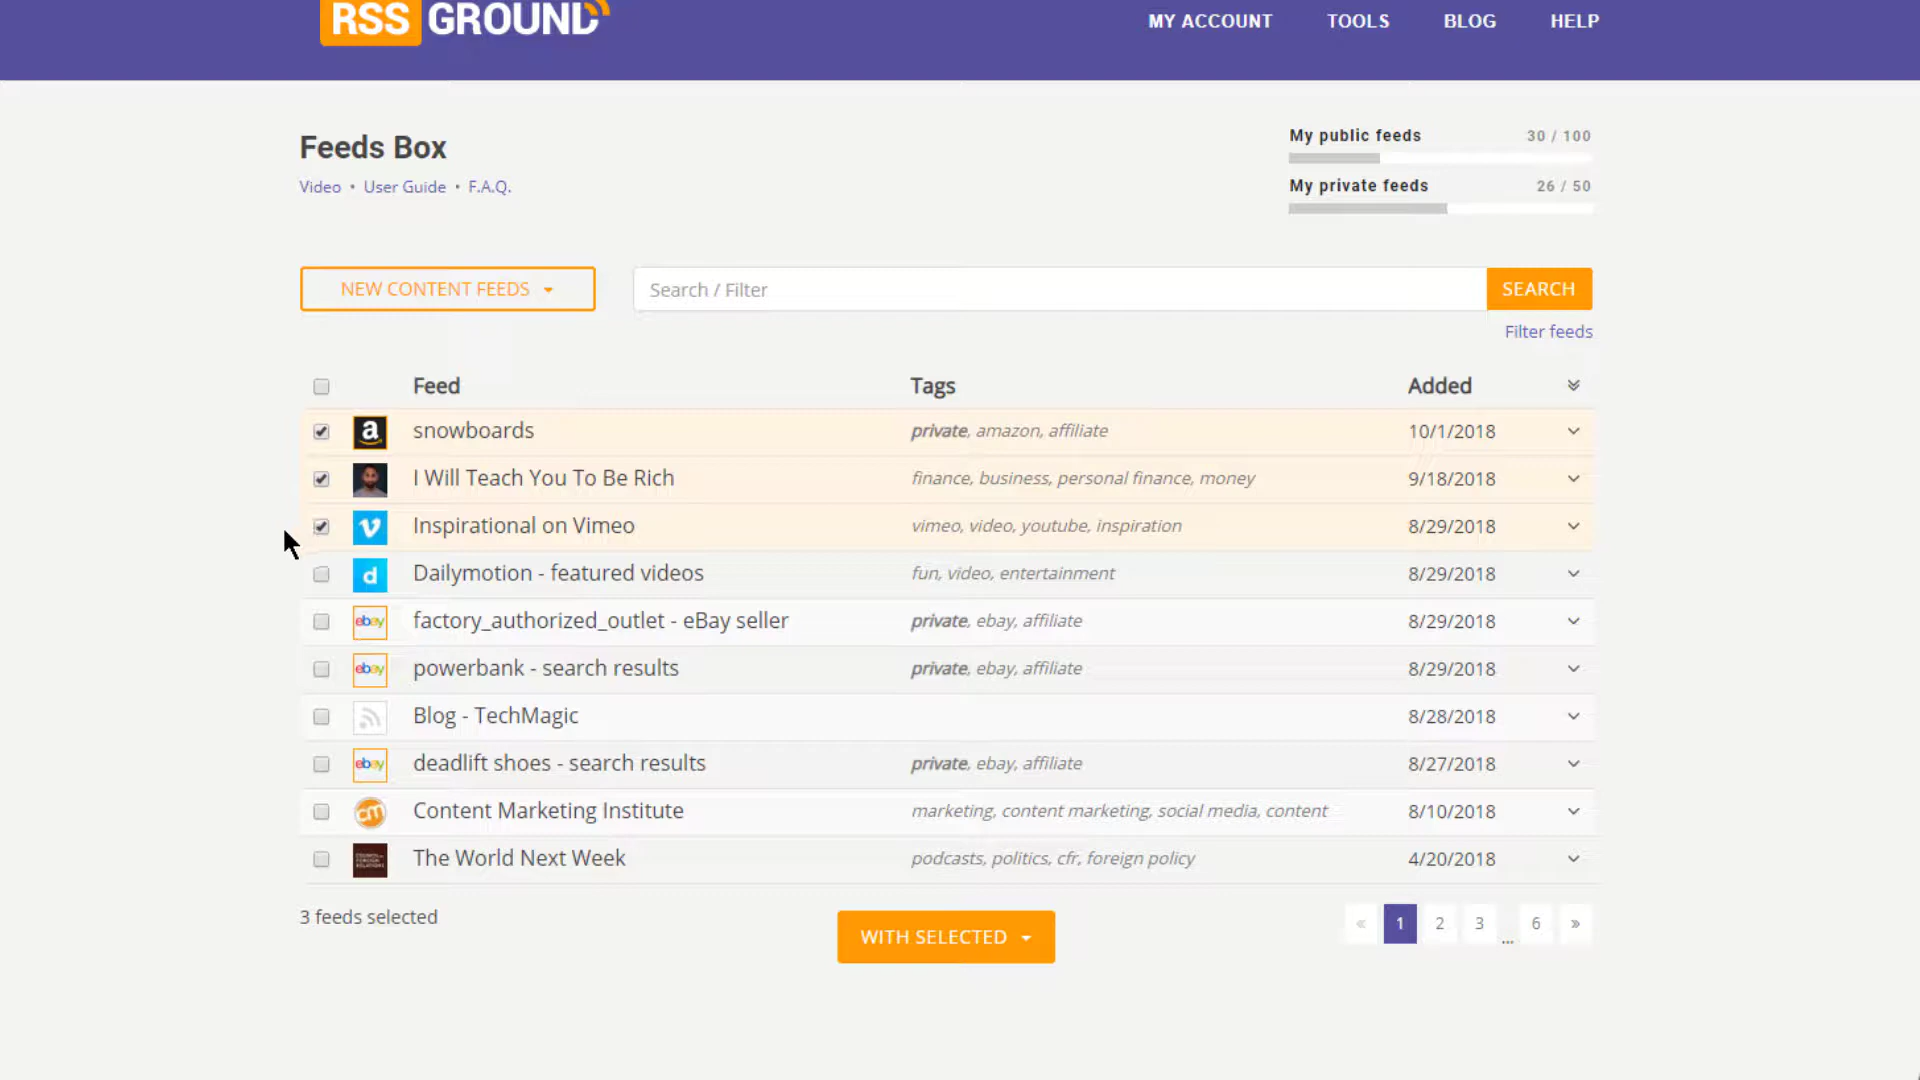 RSS GROUND
MY ACCOUNT TOOLS BLOG HELP
Feeds Box
Video • User Guide • F.A.Q.
My public feeds 30 / 100
My private feeds 26 / 50
NEW CONTENT FEEDS
Search / Filter
SEARCH
Filter feeds
Feed Tags Added
a snowboards private, amazon, affiliate 10/1/2018
I Will Teach You To Be Rich finance, business, personal finance, money 9/18/2018
v Inspirational on Vimeo vimeo, video, youtube, inspiration 8/29/2018
d Dailymotion - featured videos fun, video, entertainment 8/29/2018
ebay factory_authorized_outlet - eBay seller private, ebay, affiliate 8/29/2018
ebay powerbank - search results private, ebay, affiliate 8/29/2018
Blog - TechMagic 8/28/2018
ebay deadlift shoes - search results private, ebay, affiliate 8/27/2018
cm Content Marketing Institute marketing, content marketing, social media, content 8/10/2018
The World Next Week podcasts, politics, cfr, foreign policy 4/20/2018
3 feeds selected
WITH SELECTED
« 1 2 3 ... 6 »